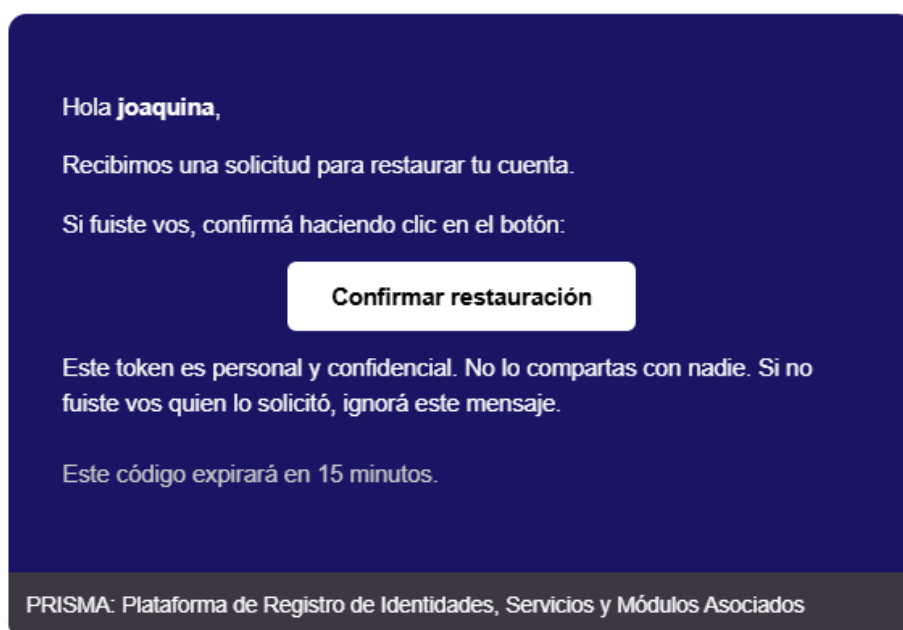 Hola joaquina,
Recibimos una solicitud para restaurar tu cuenta.
Si fuiste vos, confirmá haciendo clic en el botón:
Confirmar restauración
Este token es personal y confidencial. No lo compartas con nadie. Si no
fuiste vos quien lo solicitó, ignorá este mensaje.
Este código expirará en 15 minutos.
PRISMA: Plataforma de Registro de Identidades, Servicios y Módulos Asociados